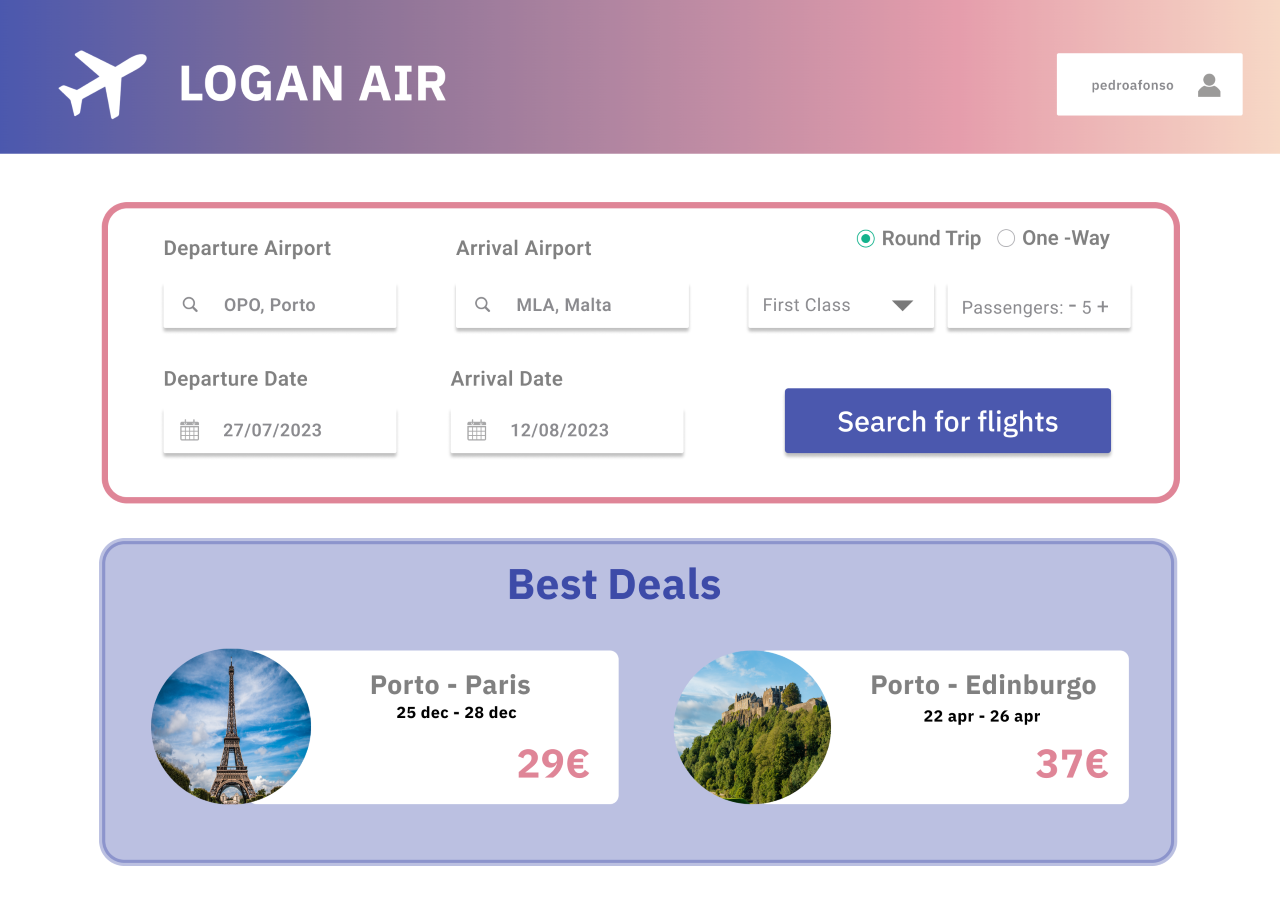 LOGAN AIR
pedroafonso
Departure Airport
Arrival Airport
Round Trip
One -Way
OPO, Porto
MLA, Malta
First Class
Passengers: - 5 +
Departure Date
Arrival Date
27/07/2023
12/08/2023
Search for flights
Best Deals
Porto - Paris
25 dec - 28 dec
29€
Porto - Edinburgo
22 apr - 26 apr
37€